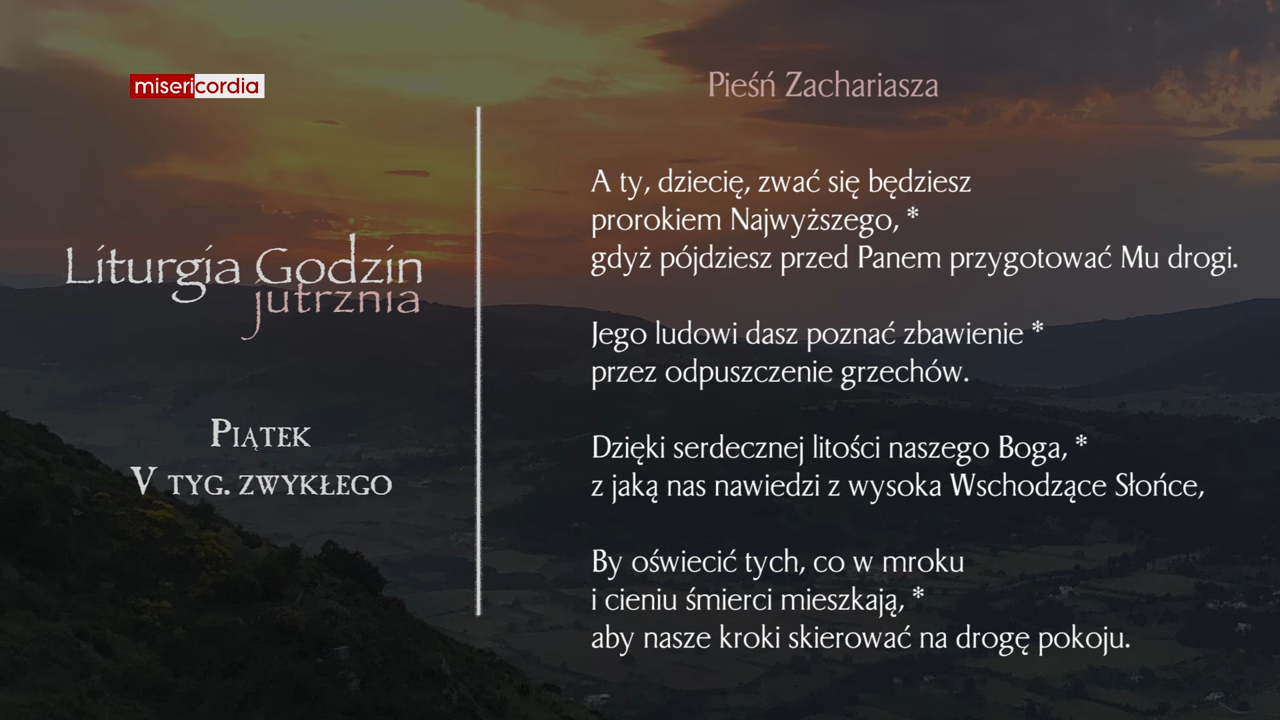 misericordia
Liturgia Godzin
jutrznia
Piątek
V tyg. zwykłego
Pieśń Zachariasza
A ty, dziecię, zwać się będziesz
prorokiem Najwyższego, *
gdyż pójdziesz przed Panem przygotować Mu drogi.
Jego ludowi dasz poznać zbawienie *
przez odpuszczenie grzechów.
Dzięki serdecznej litości naszego Boga, *
z jaką nas nawiedzi z wysoka Wschodzące Słońce,
By oświecić tych, co w mroku
i cieniu śmierci mieszkają, *
aby nasze kroki skierować na drogę pokoju.